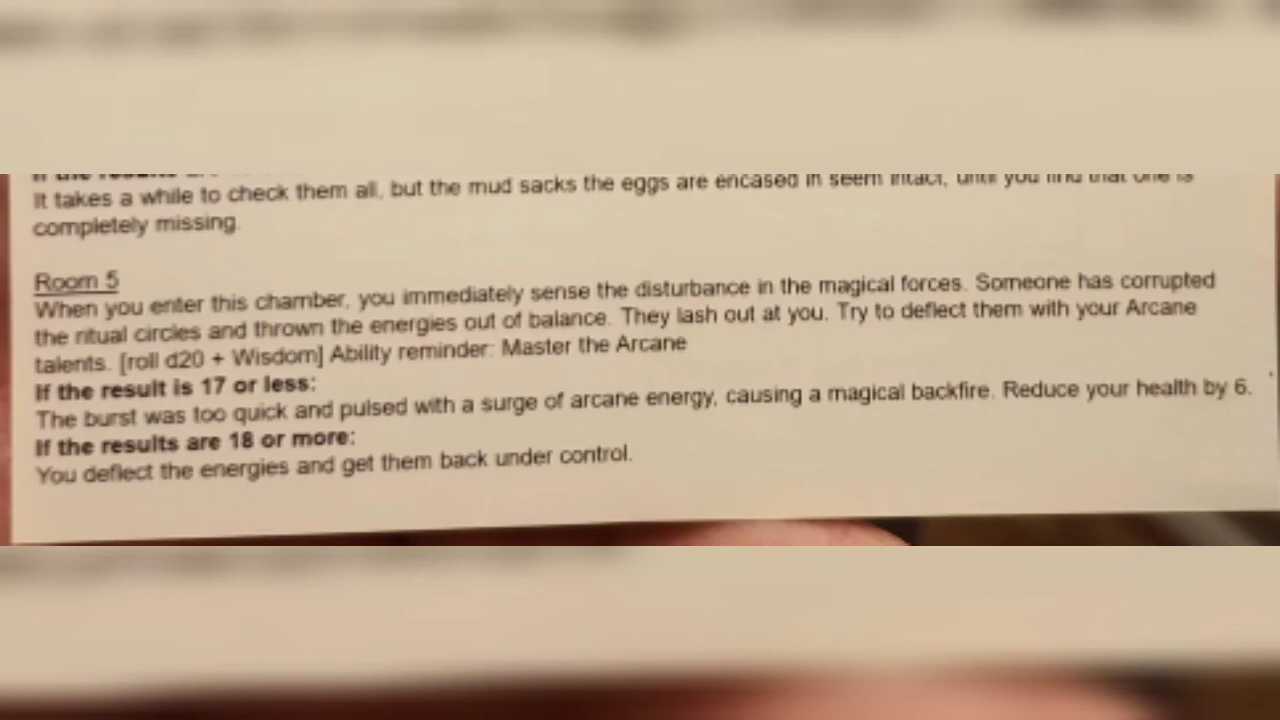 If the results are
It takes a while to check them all, but the mud sacks the eggs are encased in seem intact, until you find that one is
completely missing.
Room 5
When you enter this chamber, you immediately sense the disturbance in the magical forces. Someone has corrupted
the ritual circles and thrown the energies out of balance. They lash out at you. Try to deflect them with your Arcane
talents. [roll d20 + Wisdom] Ability reminder: Master the Arcane
If the result is 17 or less:
The burst was too quick and pulsed with a surge of arcane energy, causing a magical backfire. Reduce your health by 6.
If the results are 18 or more:
You deflect the energies and get them back under control.